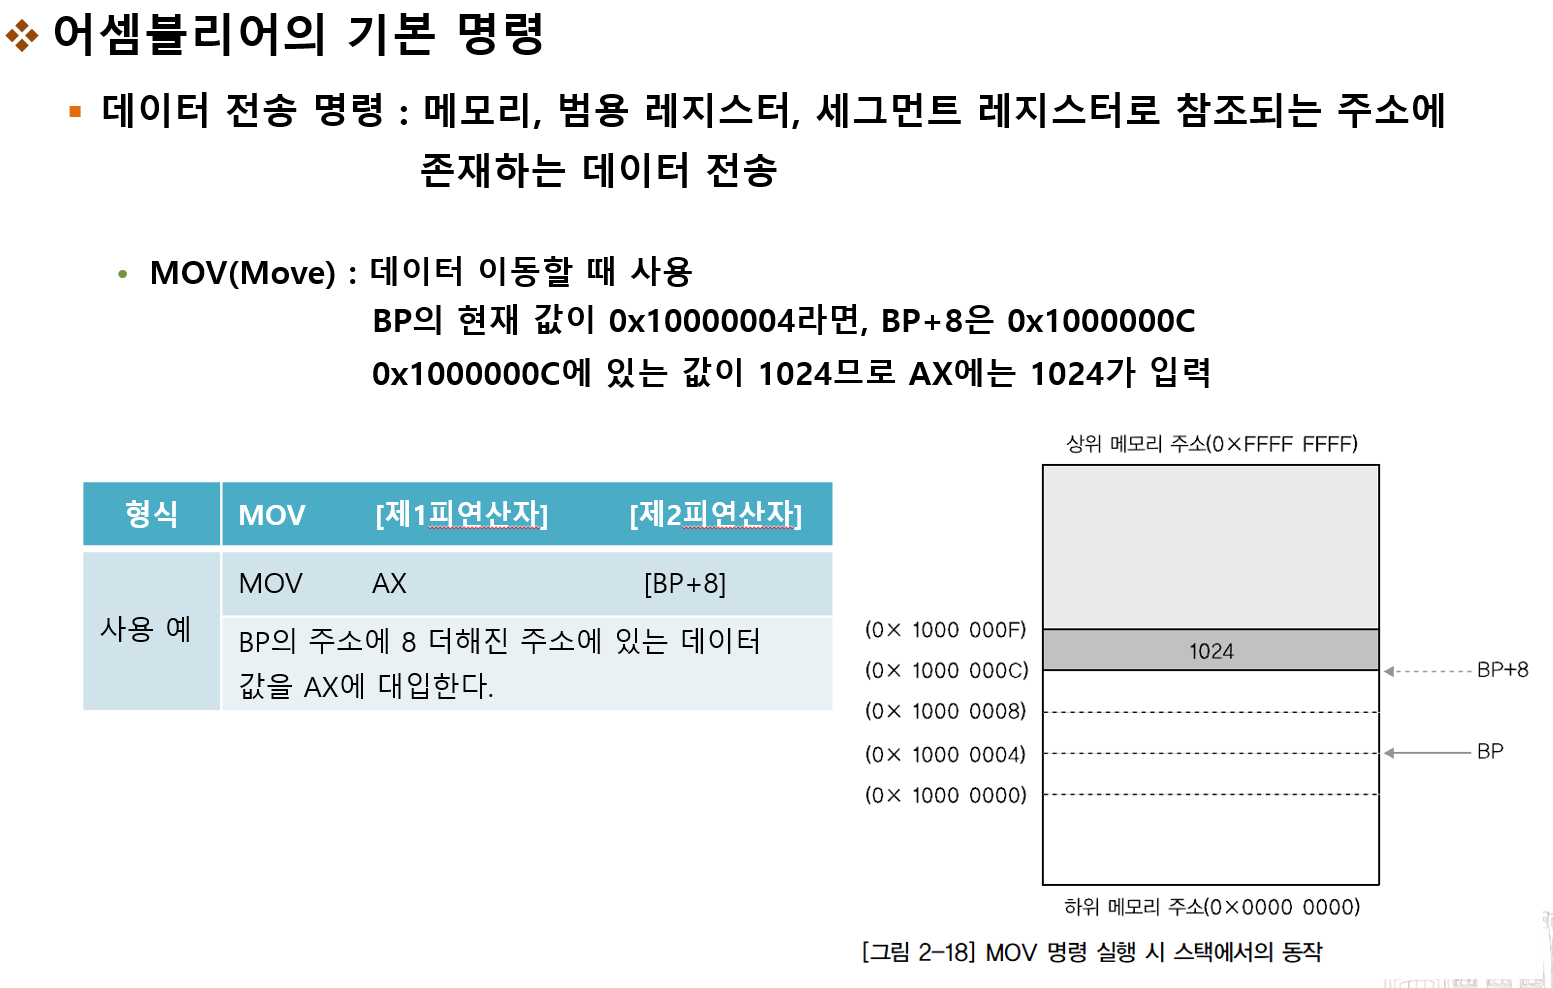 어셈블리어의 기본 명령
데이터 전송 명령 : 메모리, 범용 레지스터, 세그먼트 레지스터로 참조되는 주소에
존재하는 데이터 전송
MOV(Move) : 데이터 이동할 때 사용
BP의 현재 값이 0x10000004라면, BP+8은 0x1000000C
0x1000000C에 있는 값이 1024므로 AX에는 1024가 입력
형식 MOV [제1피연산자] [제2피연산자]
사용 예
MOV AX [BP+8]
BP의 주소에 8 더해진 주소에 있는 데이터
값을 AX에 대입한다.
상위 메모리 주소(0×FFFF FFFF)
(0× 1000 000F)
1024
(0× 1000 000C) BP+8
(0× 1000 0008)
(0× 1000 0004) BP
(0× 1000 0000)
하위 메모리 주소(0×0000 0000)
[그림 2-18] MOV 명령 실행 시 스택에서의 동작